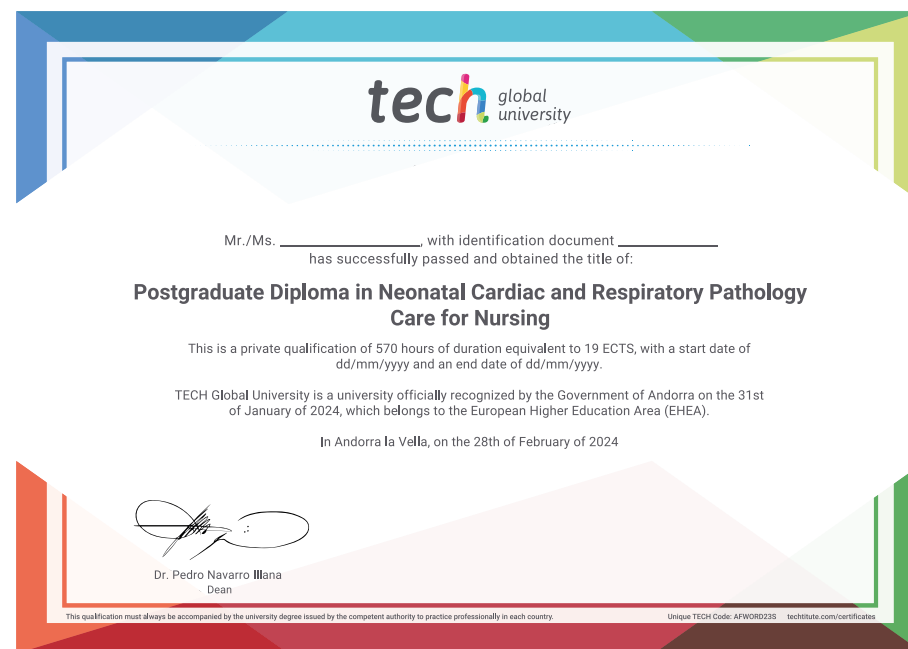 tech global university
Mr./Ms. ____________________, with identification document ______________
has successfully passed and obtained the title of:
Postgraduate Diploma in Neonatal Cardiac and Respiratory Pathology
Care for Nursing
This is a private qualification of 570 hours of duration equivalent to 19 ECTS, with a start date of
dd/mm/yyyy and an end date of dd/mm/yyyy.
TECH Global University is a university officially recognized by the Government of Andorra on the 31st
of January of 2024, which belongs to the European Higher Education Area (EHEA).
In Andorra la Vella, on the 28th of February of 2024
Dr. Pedro Navarro Illana
Dean
This qualification must always be accompanied by the university degree issued by the competent authority to practice professionally in each country.
Unique TECH Code: AFWORD23S techtitute.com/certificates